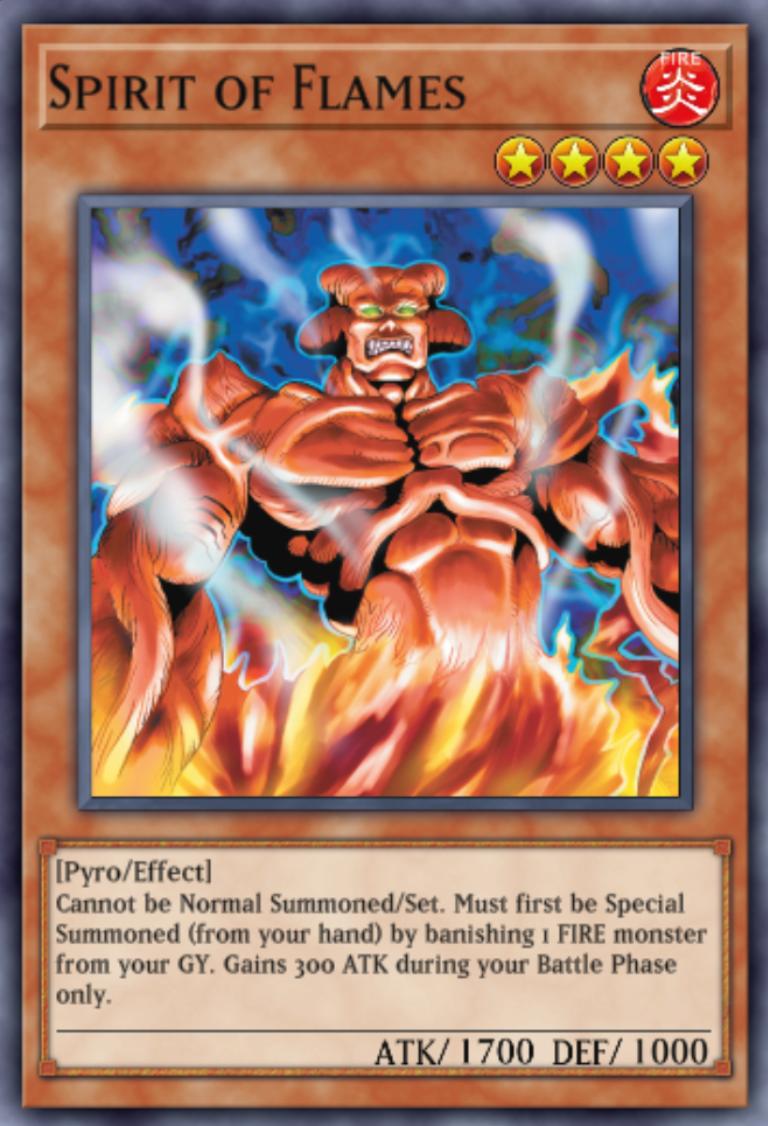 Spirit of Flames
FIRE
炎
[Pyro/Effect]
Cannot be Normal Summoned/Set. Must first be Special
Summoned (from your hand) by banishing 1 FIRE monster
from your GY. Gains 300 ATK during your Battle Phase
only.
ATK/ 1700 DEF/ 1000